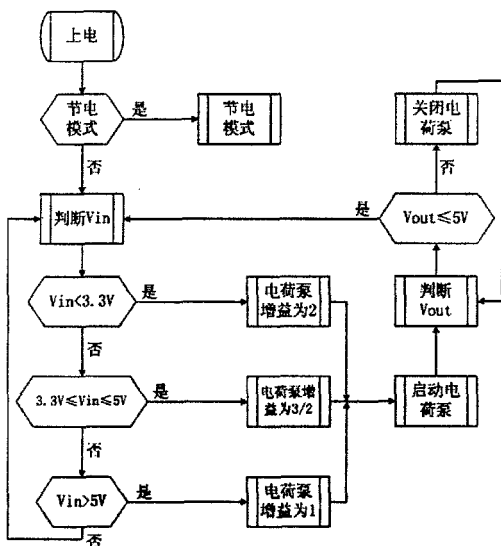 上电
节电
模式
是
节电
模式
否
判断Vin
Vin<3.3V
是
电荷泵
增益为2
否
3.3V≤Vin≤5V
是
电荷泵增
益为3/2
否
Vin>5V
是
电荷泵
增益为1
否
关闭电
荷泵
否
是
Vout≤5V
判断
Vout
启动电
荷泵